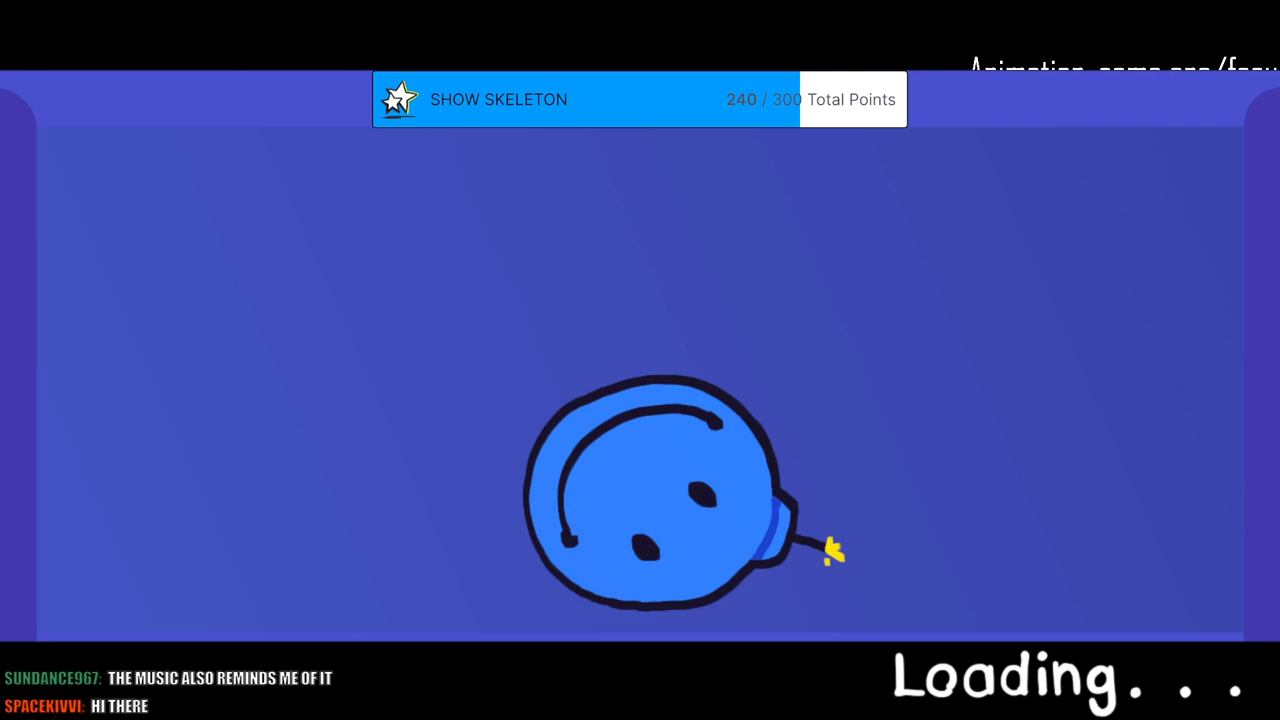 SHOW SKELETON 240 / 300 Total Points
SUNDANCE967: THE MUSIC ALSO REMINDS ME OF IT
SPACEKIVVI: HI THERE
Loading...